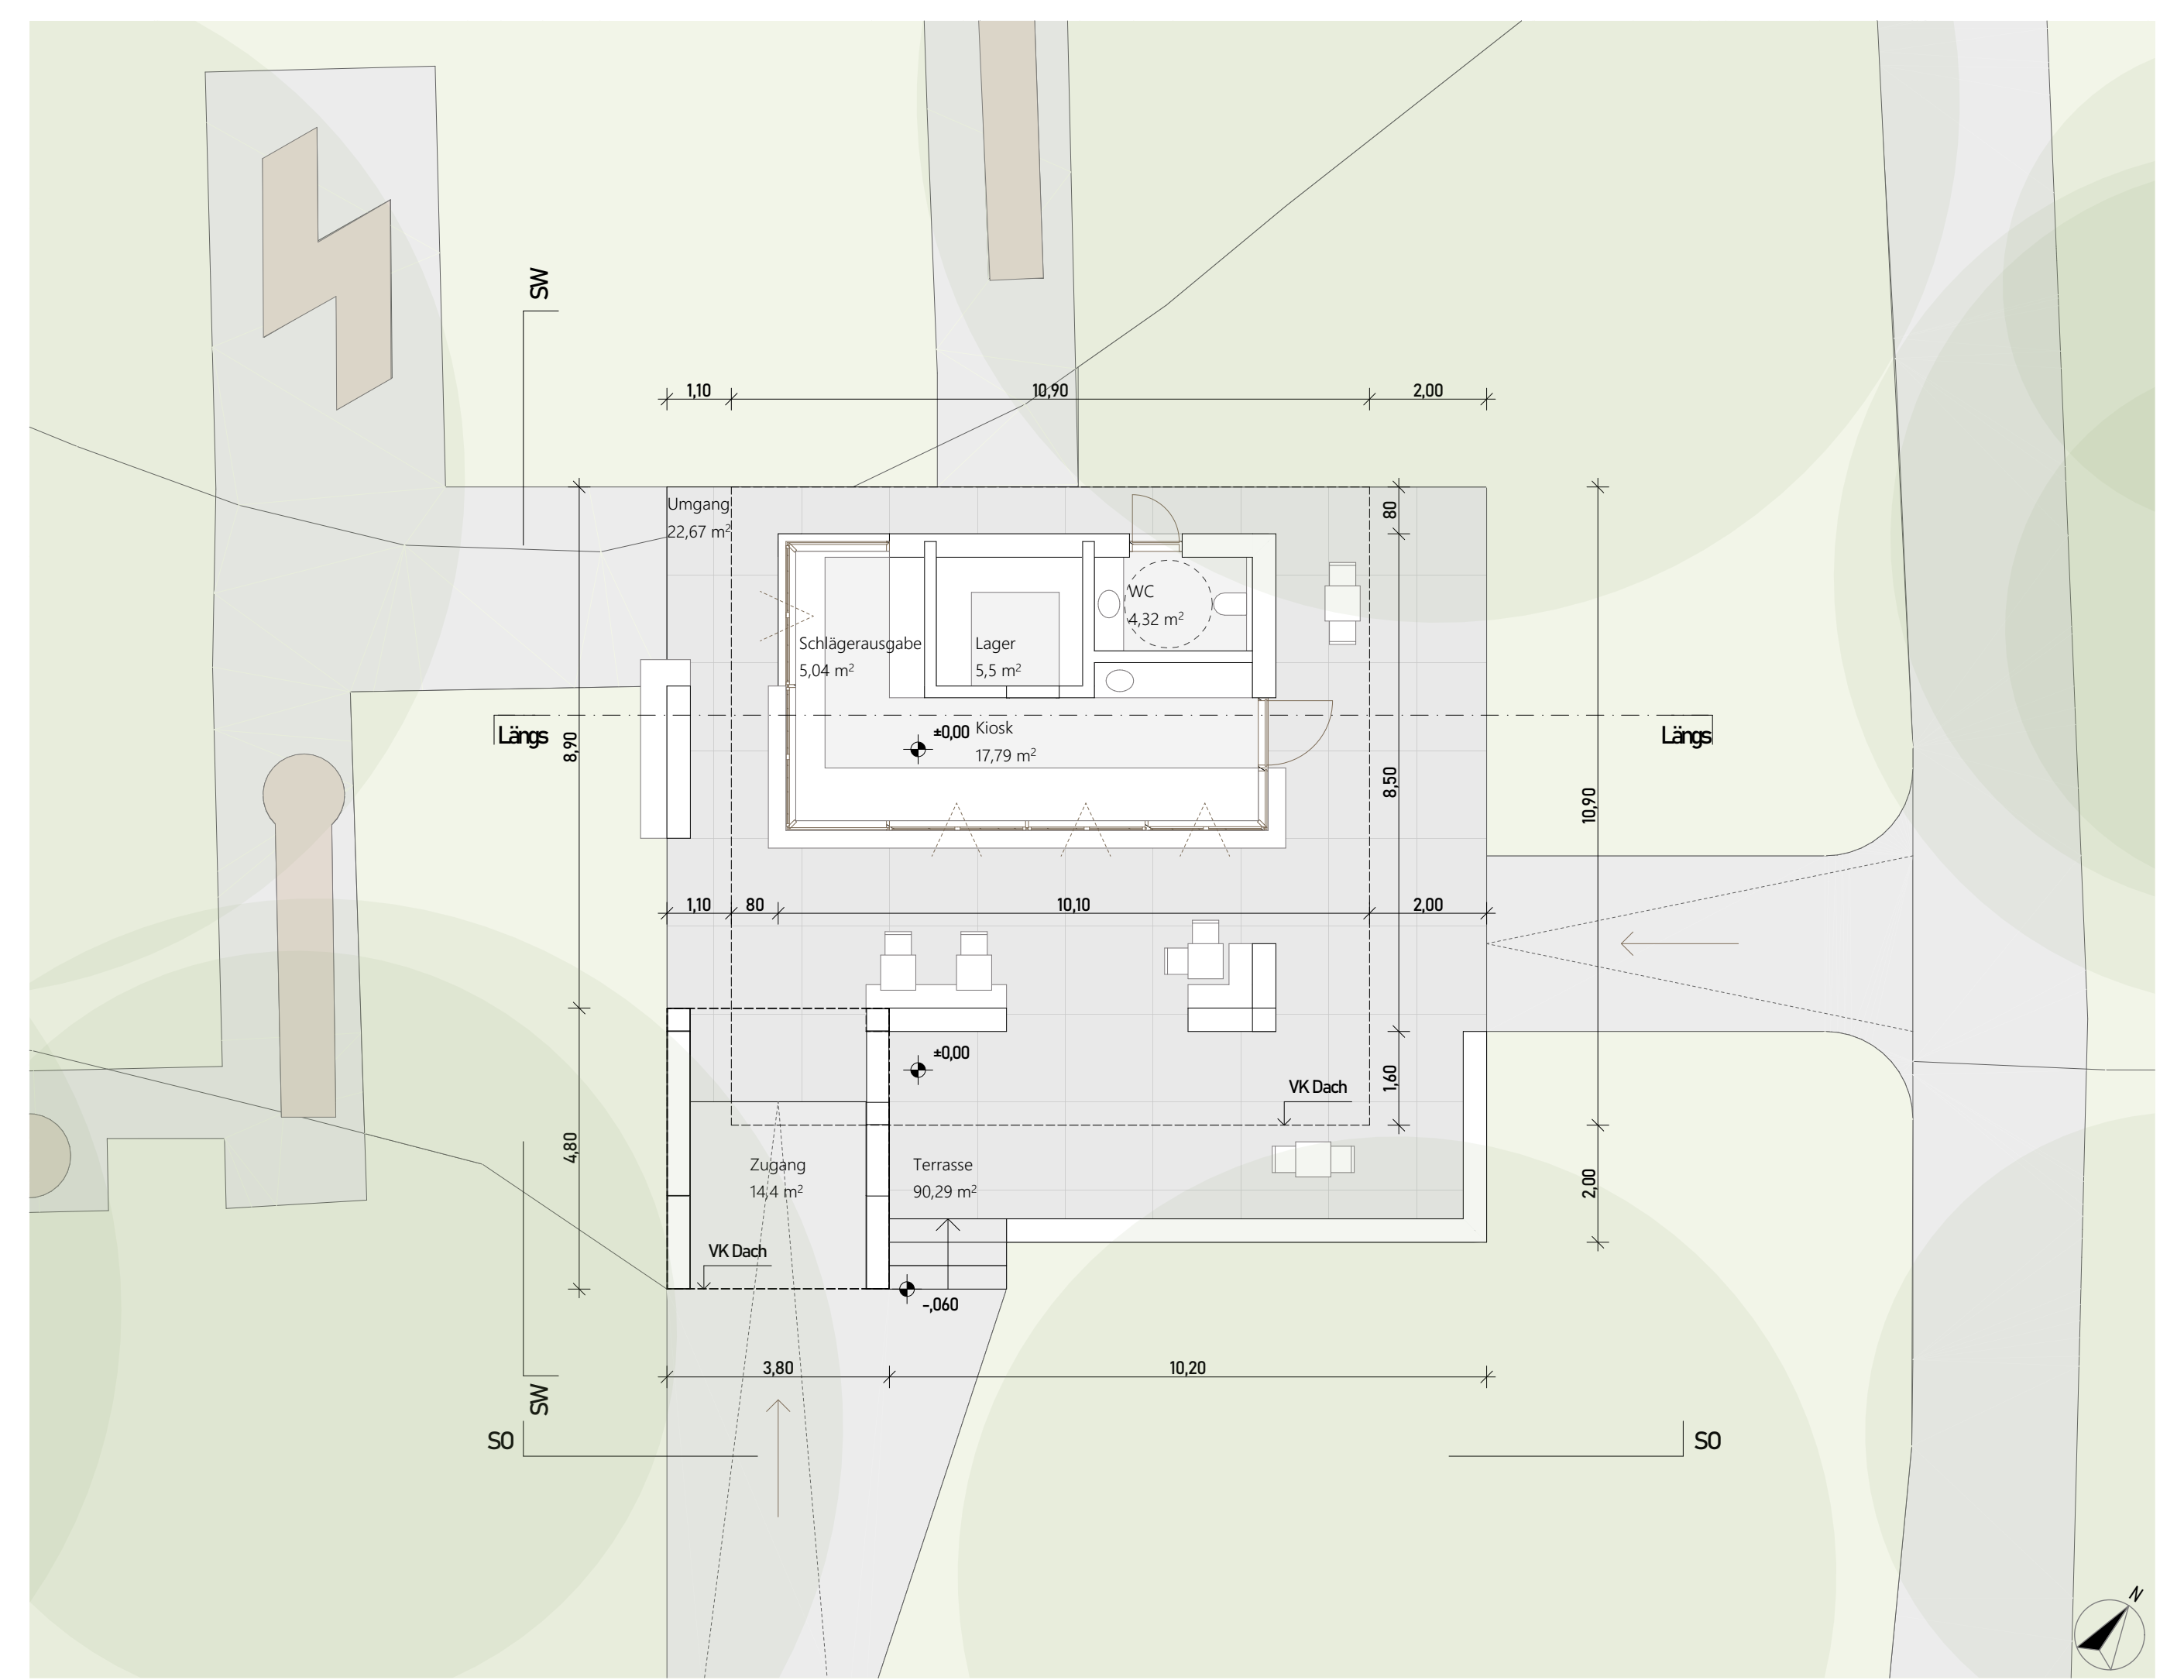 SW
1,10
10,90
2,00
Umgang
22,67 m²
80
WC
4,32 m²
Schlägerausgabe
5,04 m²
Lager
5,5 m²
Längs
8,90
±0,00
Kiosk
17,79 m²
Längs
8,50
10,90
1,10
80
10,10
2,00
±0,00
VK Dach
1,60
4,80
Zugang
14,4 m²
Terrasse
90,29 m²
2,00
VK Dach
-,060
3,80
10,20
SW
SO
SO
N